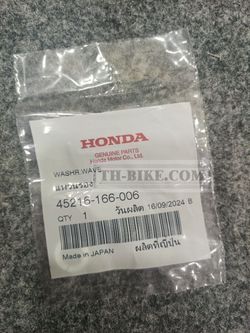 HONDA
GENUINE PARTS
Honda Motor Co., Ltd.
WASHR,WAVE
แหวนรอง
TH-BIKE.COM
45216-166-006
QTY 1 วันผลิต 16/09/2024 B
Made in JAPAN ผลิตที่ญี่ปุ่น